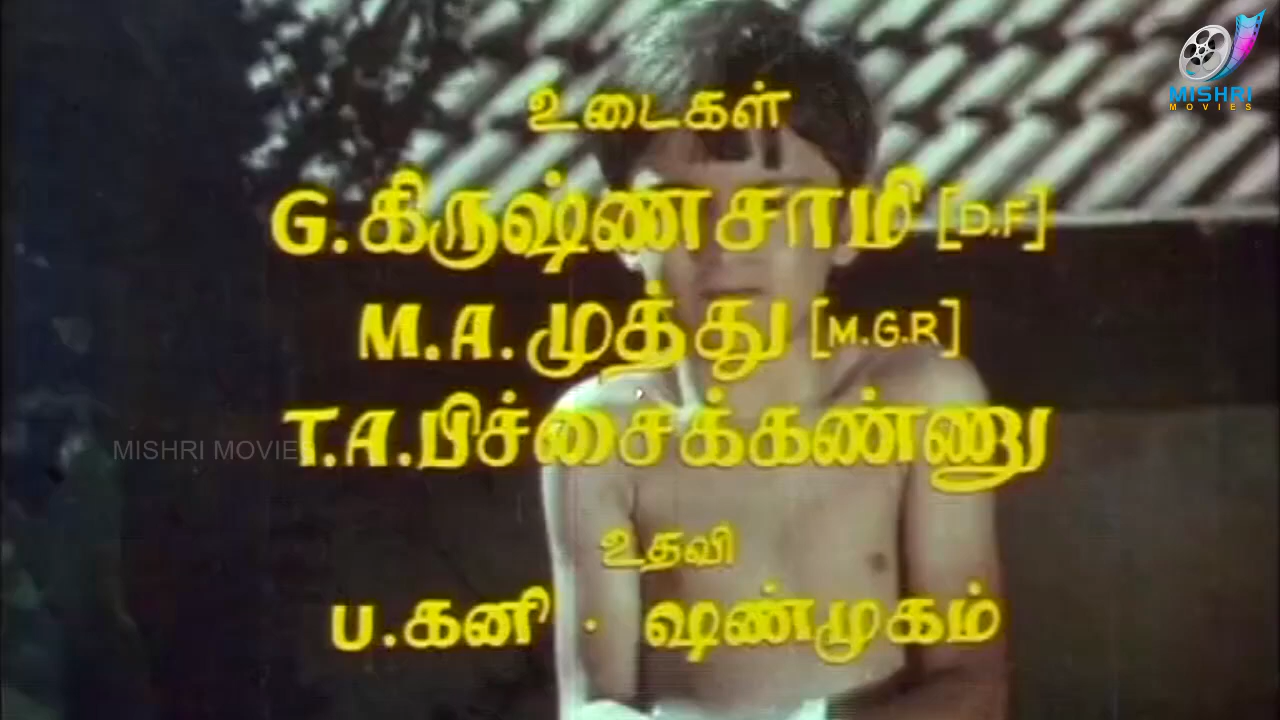 MISHRI
MOVIES
உடைகள்
G.கிருஷ்ணசாமி [D.F]
M.A.முத்து [M.G.R]
T.A.பிச்சைக்கண்ணு
MISHRI MOVIES
உதவி
U.கனி · ஷண்முகம்